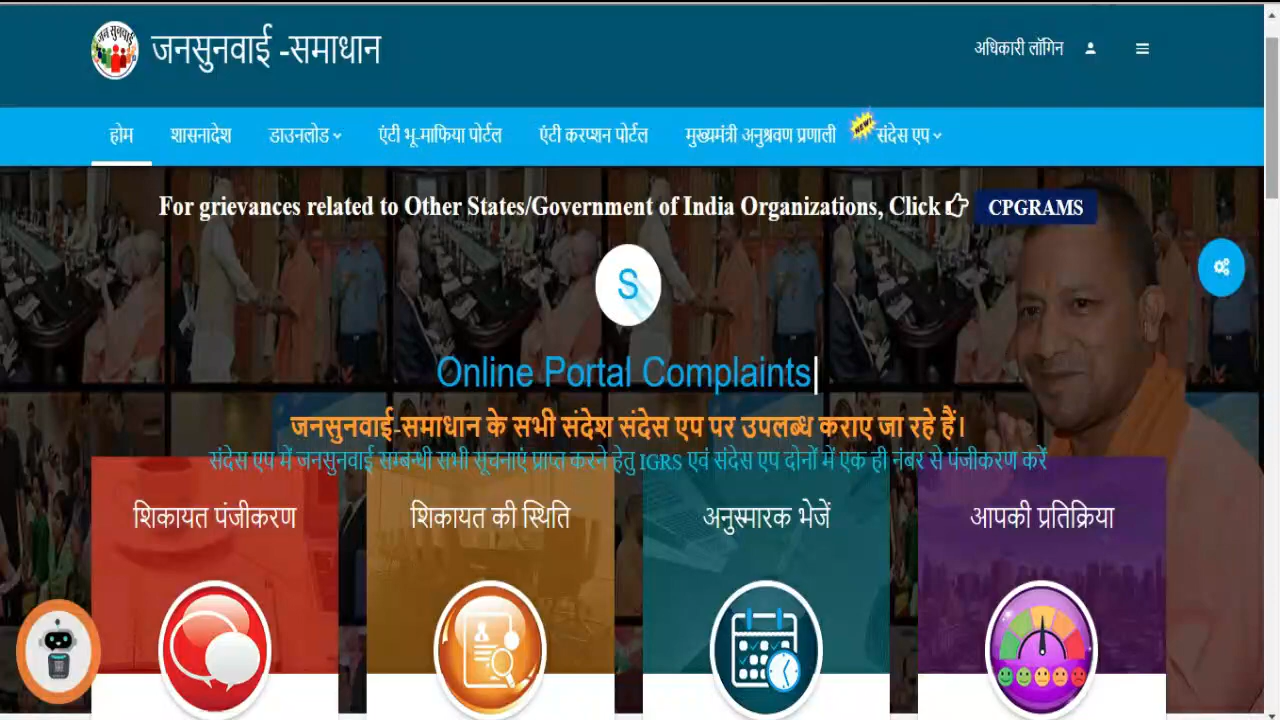 जन सुनवाई
जनसुनवाई -समाधान
अधिकारी लॉगिन
होम
शासनादेश
डाउनलोड
एंटी भू-माफिया पोर्टल
एंटी करप्शन पोर्टल
मुख्यमंत्री अनुश्रवण प्रणाली
NEW!
संदेस एप
For grievances related to Other States/Government of India Organizations, Click
CPGRAMS
S
Online Portal Complaints
जनसुनवाई-समाधान के सभी संदेश संदेस एप पर उपलब्ध कराए जा रहे हैं।
संदेस एप में जनसुनवाई सम्बन्धी सभी सूचनाएं प्राप्त करने हेतु IGRS एवं संदेस एप दोनों में एक ही नंबर से पंजीकरण करें
शिकायत पंजीकरण
शिकायत की स्थिति
अनुस्मारक भेजें
आपकी प्रतिक्रिया